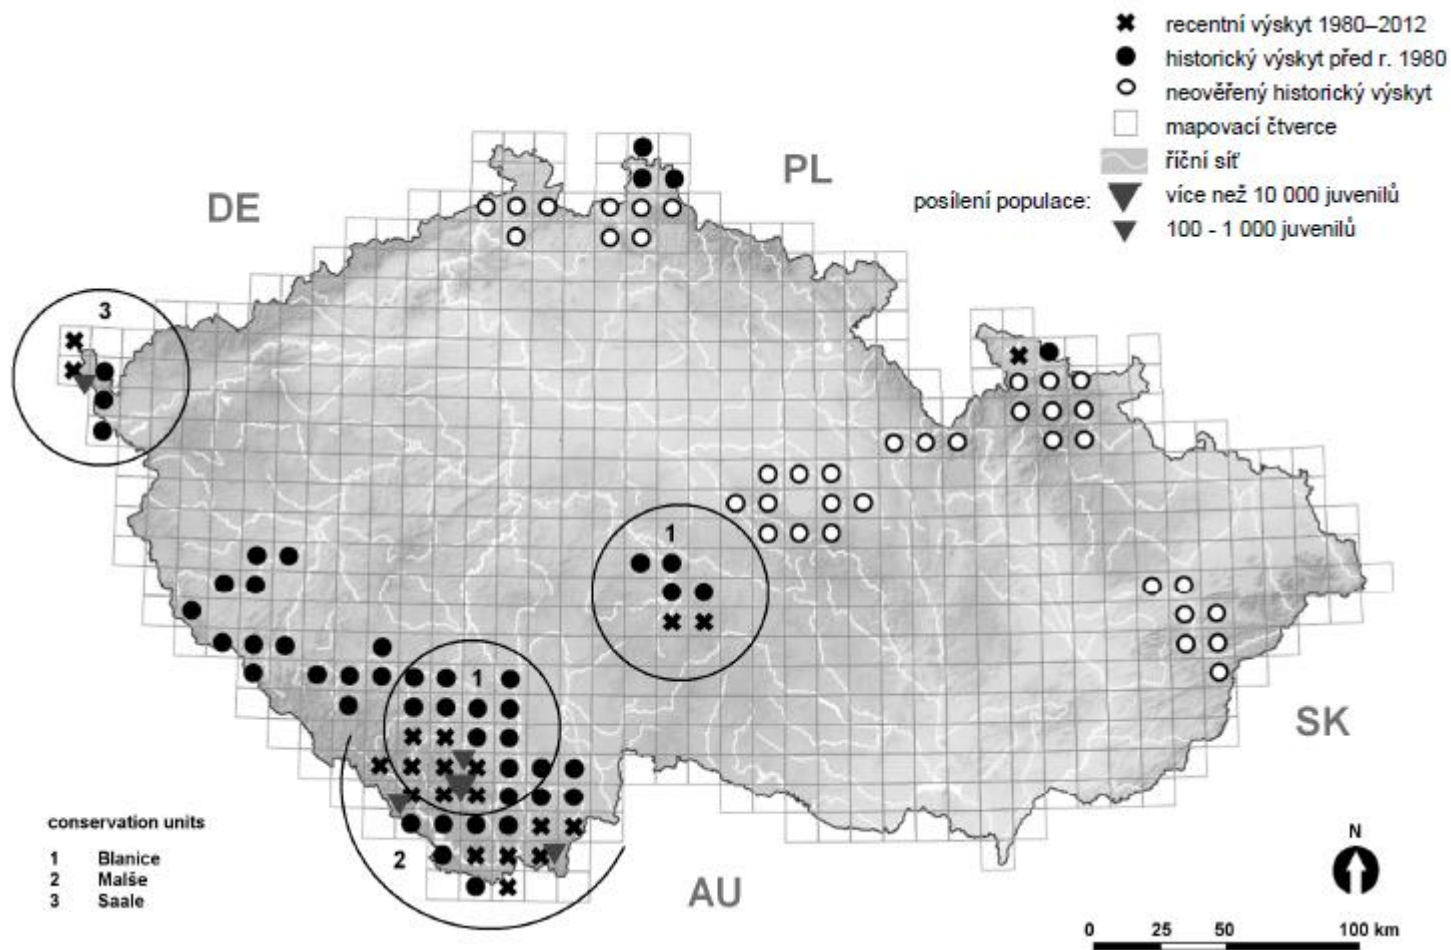 recentní výskyt 1980–2012
historický výskyt před r. 1980
neověřený historický výskyt
mapovací čtverce
říční síť
posílení populace:
více než 10 000 juvenilů
100 - 1 000 juvenilů
PL
DE
3
1
1
SK
2
AU
conservation units
1 Blanice
2 Malše
3 Saale
N
0 25 50 100 km